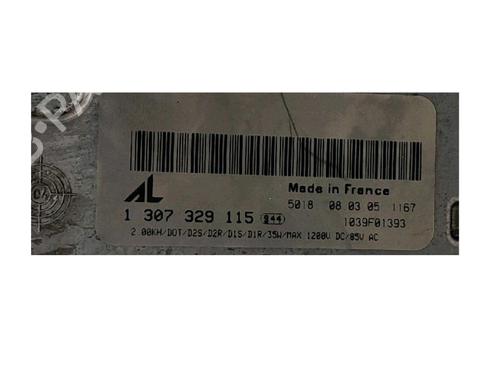 Made in France
5018 08 03 05 1167
AL
1 307 329 115 944
1039F01393
2.00KH/DOT/D2S/D2R/D1S/D1R/35W/MAX 1200V DC/85V AC